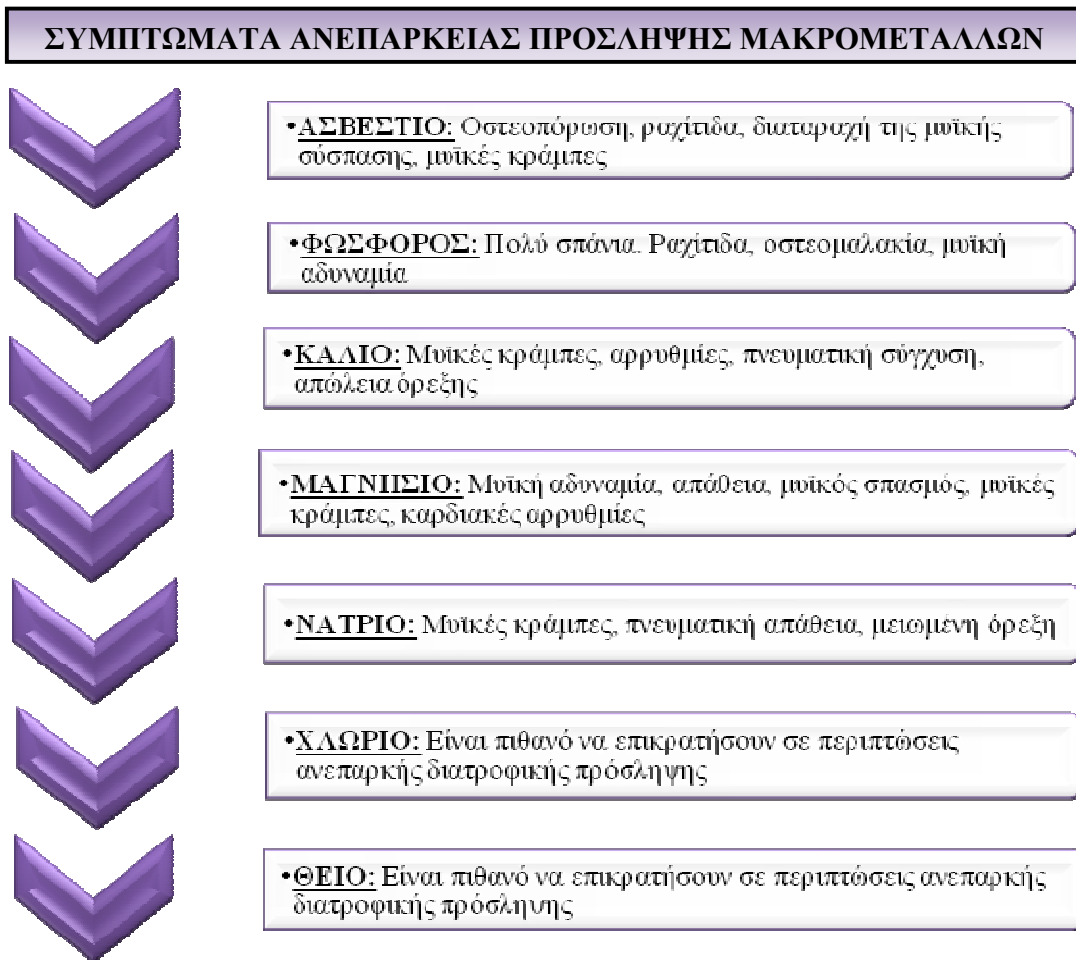 ΣΥΜΠΤΩΜΑΤΑ ΑΝΕΠΑΡΚΕΙΑΣ ΠΡΟΣΛΗΨΗΣ ΜΑΚΡΟΜΕΤΑΛΛΩΝ
•ΑΣΒΕΣΤΙΟ: Οστεοπόρωση, ραχίτιδα, διαταραχή της μυϊκής
σύσπασης, μυϊκές κράμπες
•ΦΩΣΦΟΡΟΣ: Πολύ σπάνια. Ραχίτιδα, οστεομαλακία, μυϊκή
αδυναμία
•ΚΑΛΙΟ: Μυϊκές κράμπες, αρρυθμίες, πνευματική σύγχυση,
απώλεια όρεξης
•ΜΑΓΝΗΣΙΟ: Μυϊκή αδυναμία, απάθεια, μυϊκός σπασμός, μυϊκές
κράμπες, καρδιακές αρρυθμίες
•ΝΑΤΡΙΟ: Μυϊκές κράμπες, πνευματική απάθεια, μειωμένη όρεξη
•ΧΛΩΡΙΟ: Είναι πιθανό να επικρατήσουν σε περιπτώσεις
ανεπαρκής διατροφικής πρόσληψης
•ΘΕΙΟ: Είναι πιθανό να επικρατήσουν σε περιπτώσεις ανεπαρκής
διατροφικής πρόσληψης